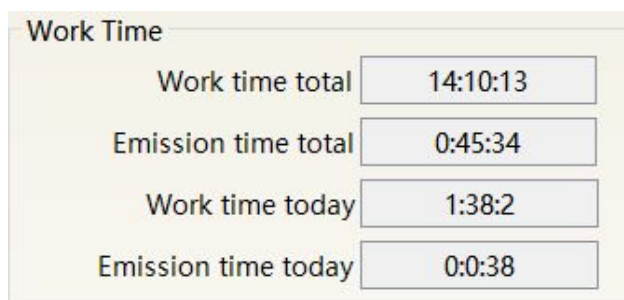 Work Time
Work time total 14:10:13
Emission time total 0:45:34
Work time today 1:38:2
Emission time today 0:0:38